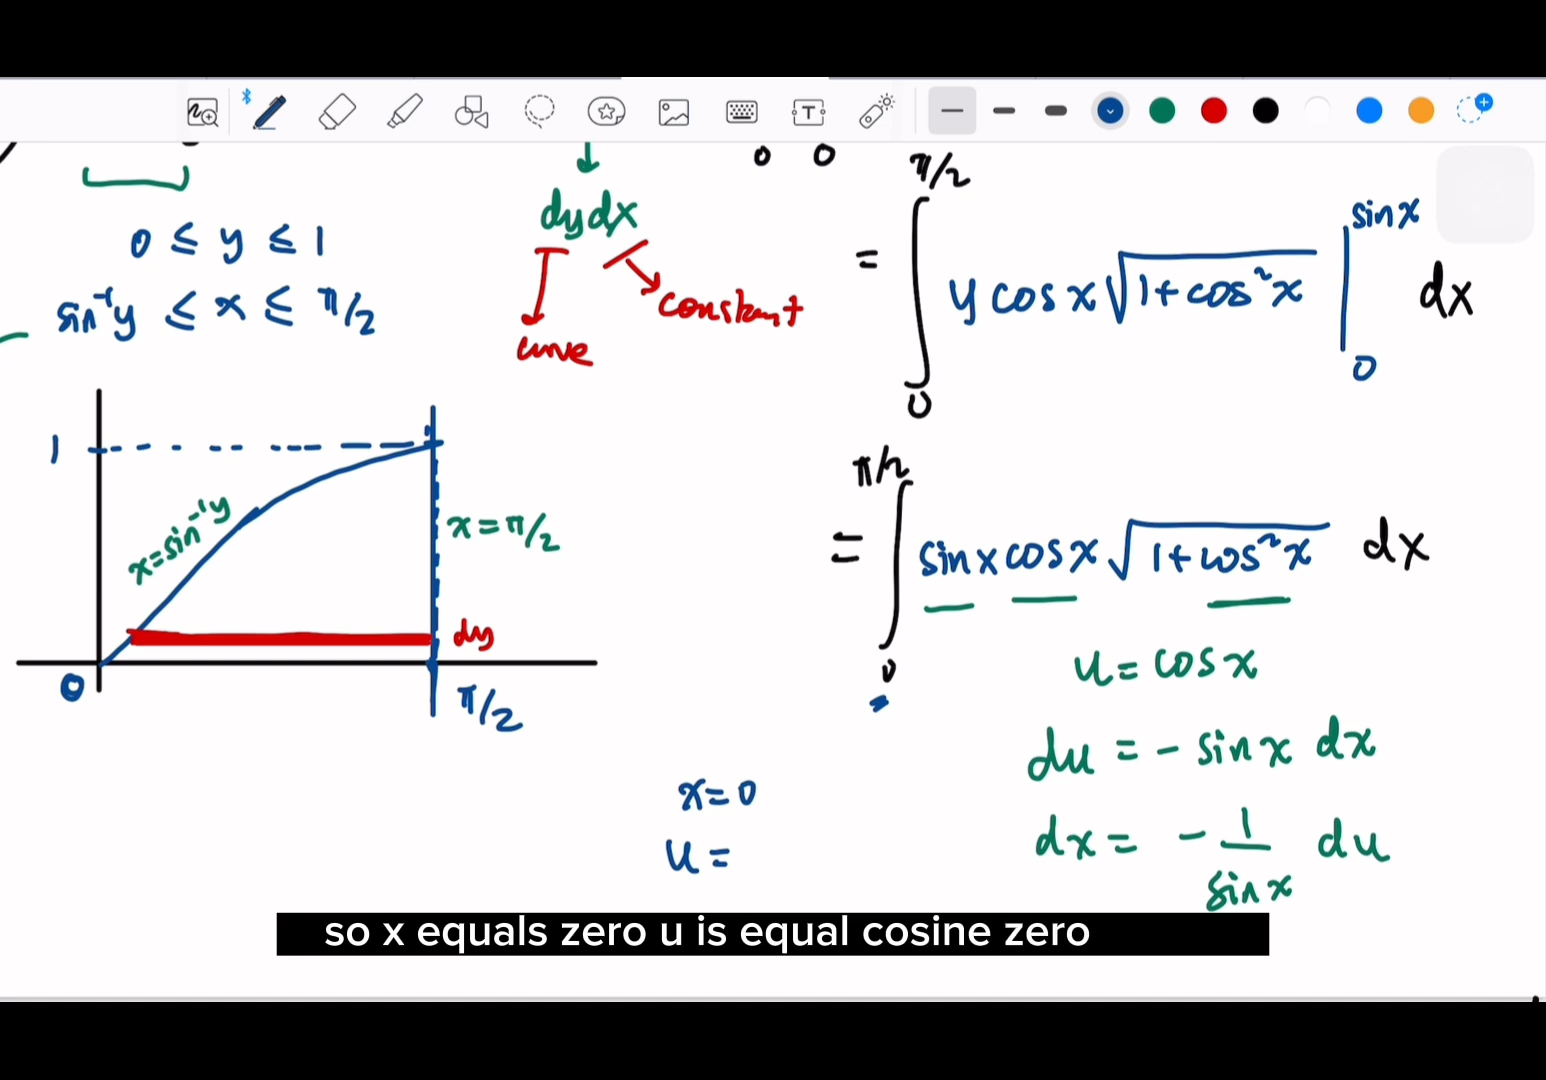 0 ≤ y ≤ 1
sin⁻¹y ≤ x ≤ π/2
dy dx
curve
constant
0 0
= ∫₀^(π/2) y cos x √(1+cos²x) |₀^(sin x) dx
1
x=sin⁻¹y
x=π/2
dy
0
π/2
= ∫₀^(π/2) sin x cos x √(1+cos²x) dx
u = cos x
du = - sin x dx
dx = - 1/sin x du
x=0
u =
so x equals zero u is equal cosine zero